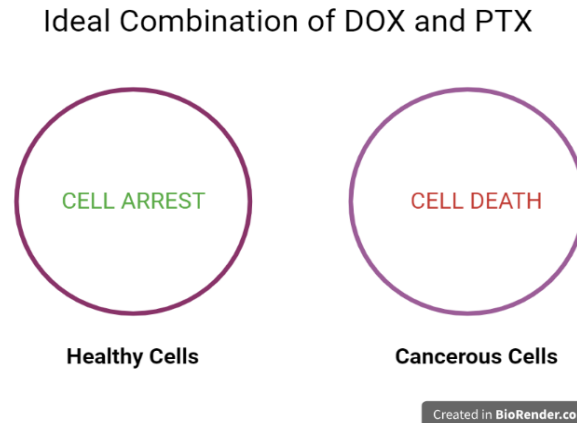 Ideal Combination of DOX and PTX
CELL ARREST
CELL DEATH
Healthy Cells
Cancerous Cells
Created in BioRender.co